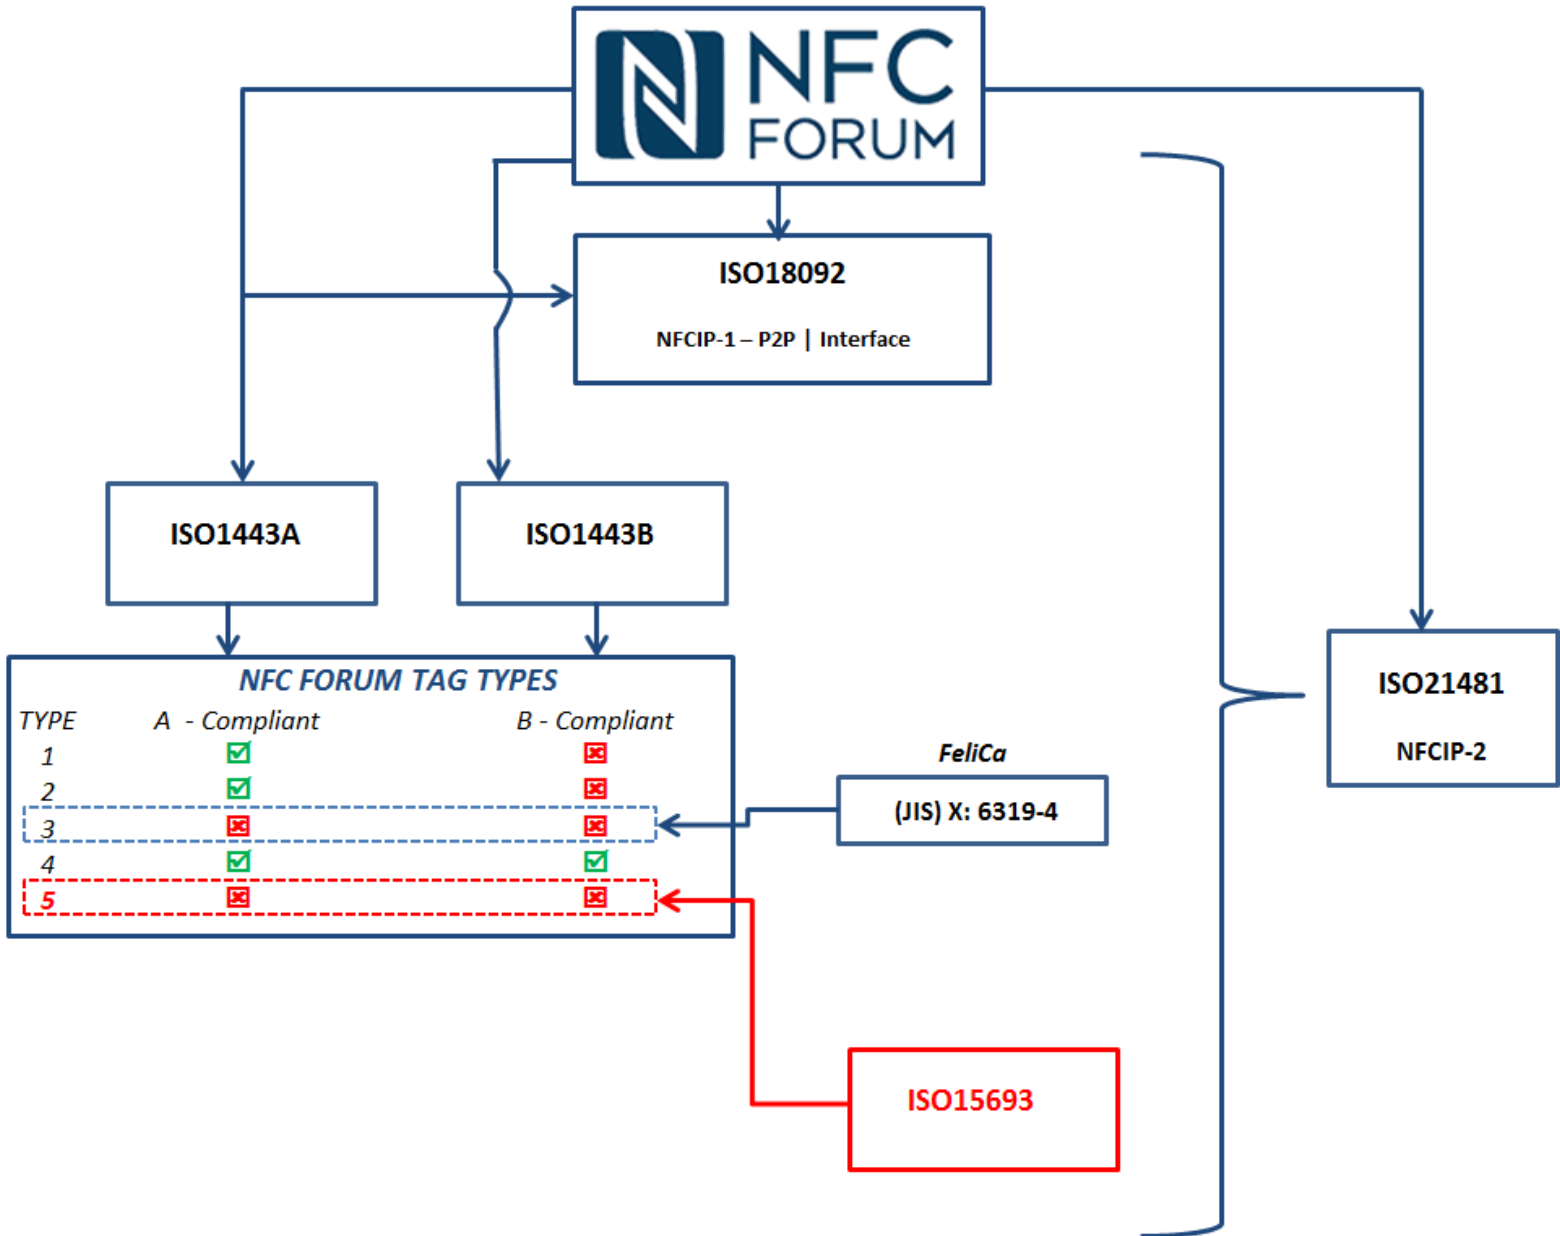 NFC
FORUM
ISO18092
NFCIP-1 – P2P | Interface
ISO1443A
ISO1443B
NFC FORUM TAG TYPES
TYPE A - Compliant B - Compliant
1
2
3
4
5
FeliCa
(JIS) X: 6319-4
ISO21481
NFCIP-2
ISO15693